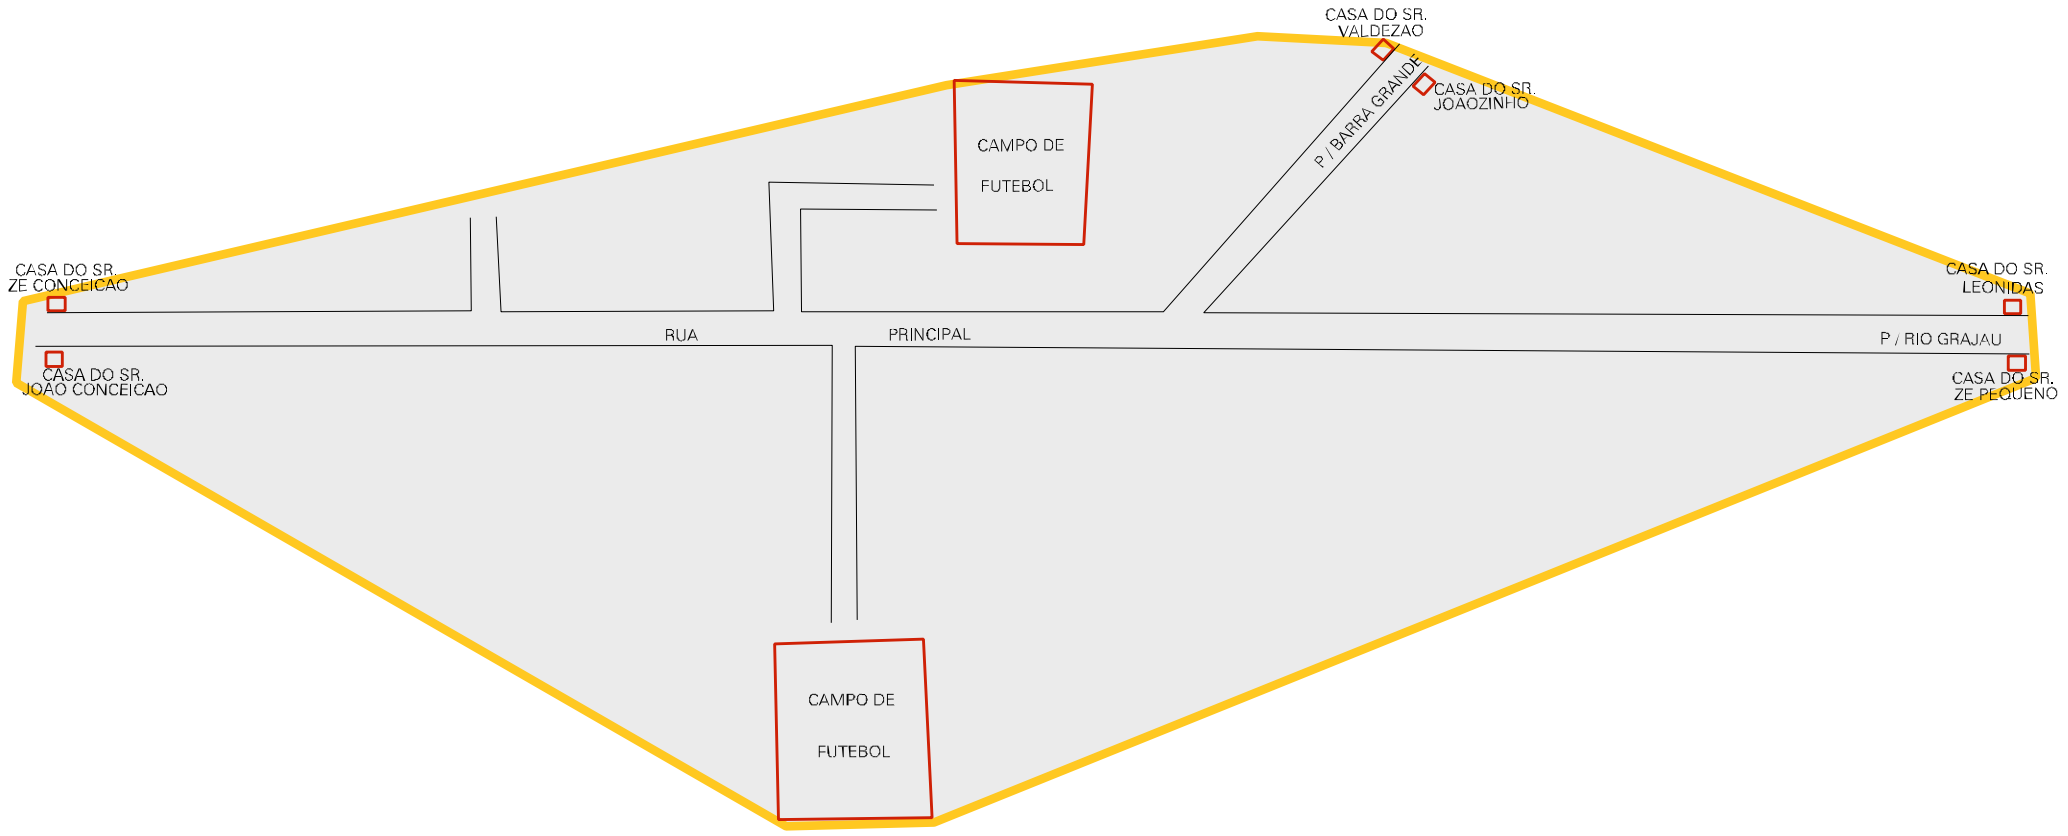 CASA DO SR.
VALDEZAO
P / BARRA GRANDE
CASA DO SR.
JOAOZINHO
CAMPO DE
FUTEBOL
CASA DO SR.
ZE CONCEICAO
CASA DO SR.
LEONIDAS
RUA PRINCIPAL
P / RIO GRAJAU
CASA DO SR.
JOAO CONCEICAO
CASA DO SR.
ZE PEQUENO
CAMPO DE
FUTEBOL